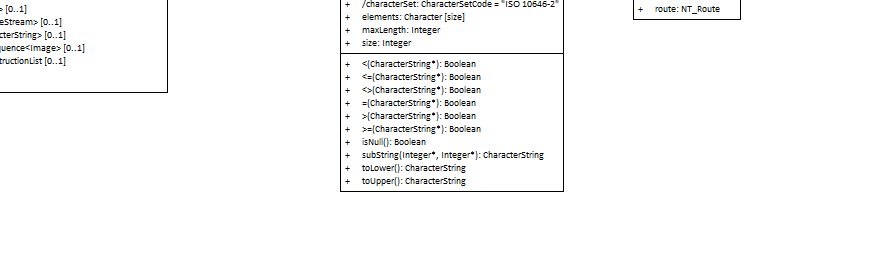 > [0..1]
eStream> [0..1]
cterString> [0..1]
uence<Image> [0..1]
tructionList [0..1]
+ /characterSet: CharacterSetCode = "ISO 10646-2"
+ elements: Character [size]
+ maxLength: Integer
+ size: Integer
+ <(CharacterString*): Boolean
+ <=(CharacterString*): Boolean
+ <>(CharacterString*): Boolean
+ =(CharacterString*): Boolean
+ >(CharacterString*): Boolean
+ >=(CharacterString*): Boolean
+ isNull(): Boolean
+ subString(Integer*, Integer*): CharacterString
+ toLower(): CharacterString
+ toUpper(): CharacterString
+ route: NT_Route